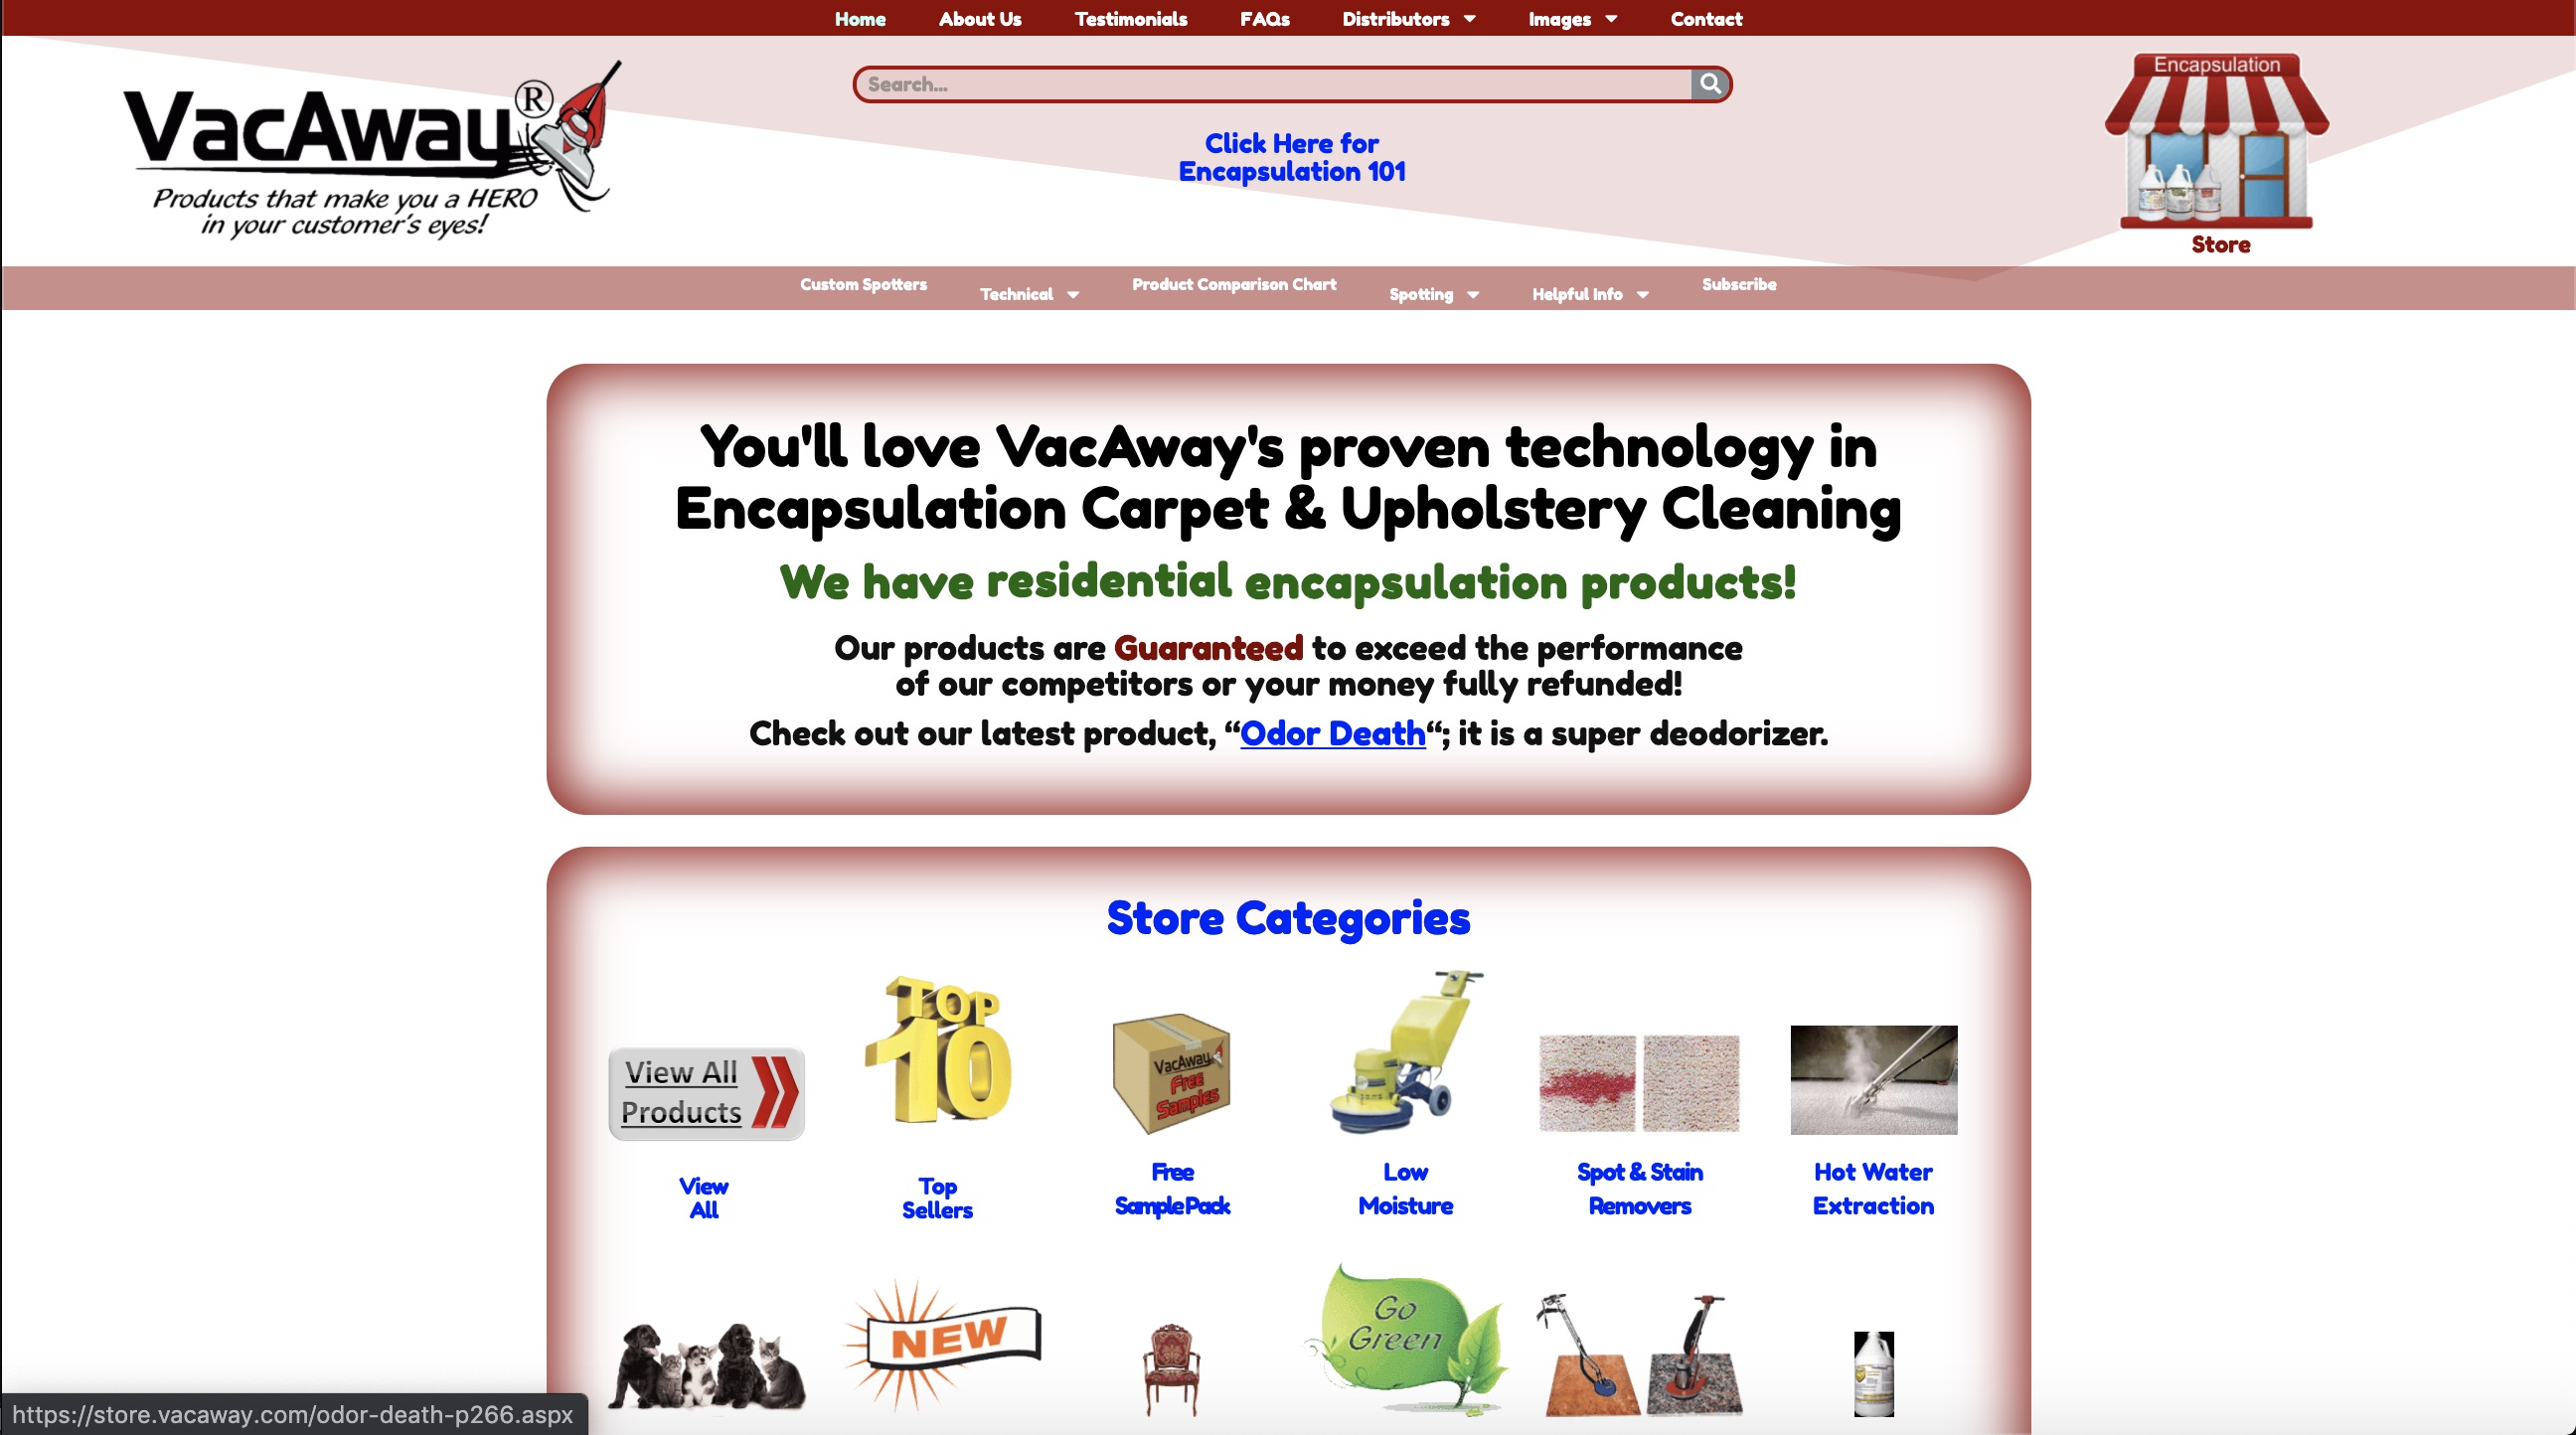 Home About Us Testimonials FAQs Distributors Images Contact
VacAway®
Products that make you a HERO
in your customer's eyes!
Search...
Click Here for
Encapsulation 101
Encapsulation
Store
Custom Spotters Technical Product Comparison Chart Spotting Helpful Info Subscribe
You'll love VacAway's proven technology in
Encapsulation Carpet & Upholstery Cleaning
We have residential encapsulation products!
Our products are Guaranteed to exceed the performance
of our competitors or your money fully refunded!
Check out our latest product, “Odor Death“; it is a super deodorizer.
Store Categories
View All
Products
TOP
10
VacAway
Free
Samples
View
All
Top
Sellers
Free
Sample Pack
Low
Moisture
Spot & Stain
Removers
Hot Water
Extraction
NEW
Go
Green
https://store.vacaway.com/odor-death-p266.aspx